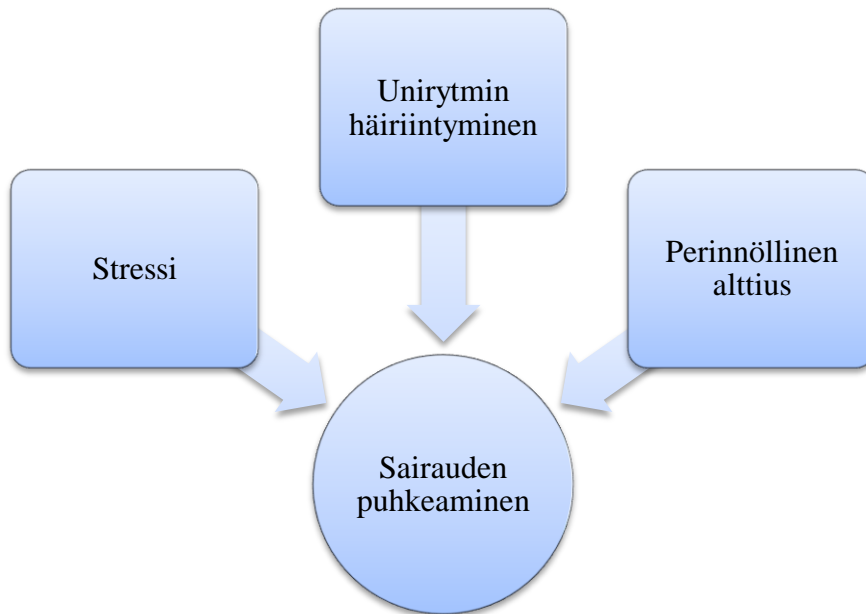 Unirytmin
häiriintyminen
Stressi
Perinnöllinen
alttius
Sairauden
puhkeaminen